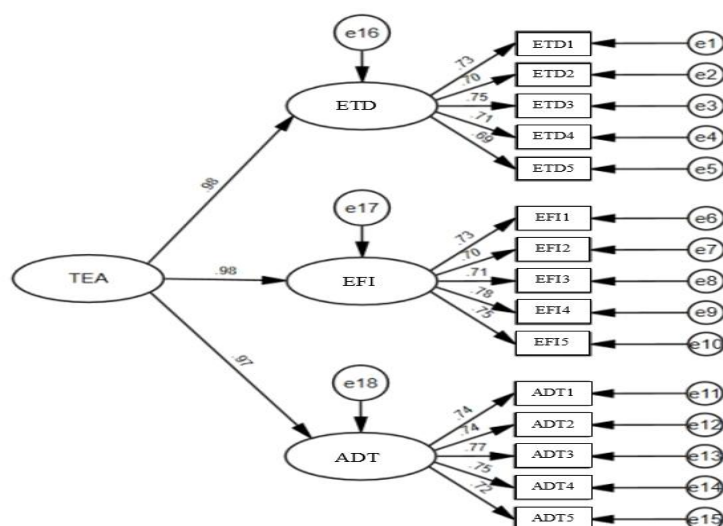 e16
ETD
.98
.73
.70
.75
.71
.69
ETD1
ETD2
ETD3
ETD4
ETD5
e1
e2
e3
e4
e5
TEA
e17
.98
EFI
.73
.70
.71
.78
.75
EFI1
EFI2
EFI3
EFI4
EFI5
e6
e7
e8
e9
e10
.97
e18
ADT
.74
.74
.77
.75
.72
ADT1
ADT2
ADT3
ADT4
ADT5
e11
e12
e13
e14
e15